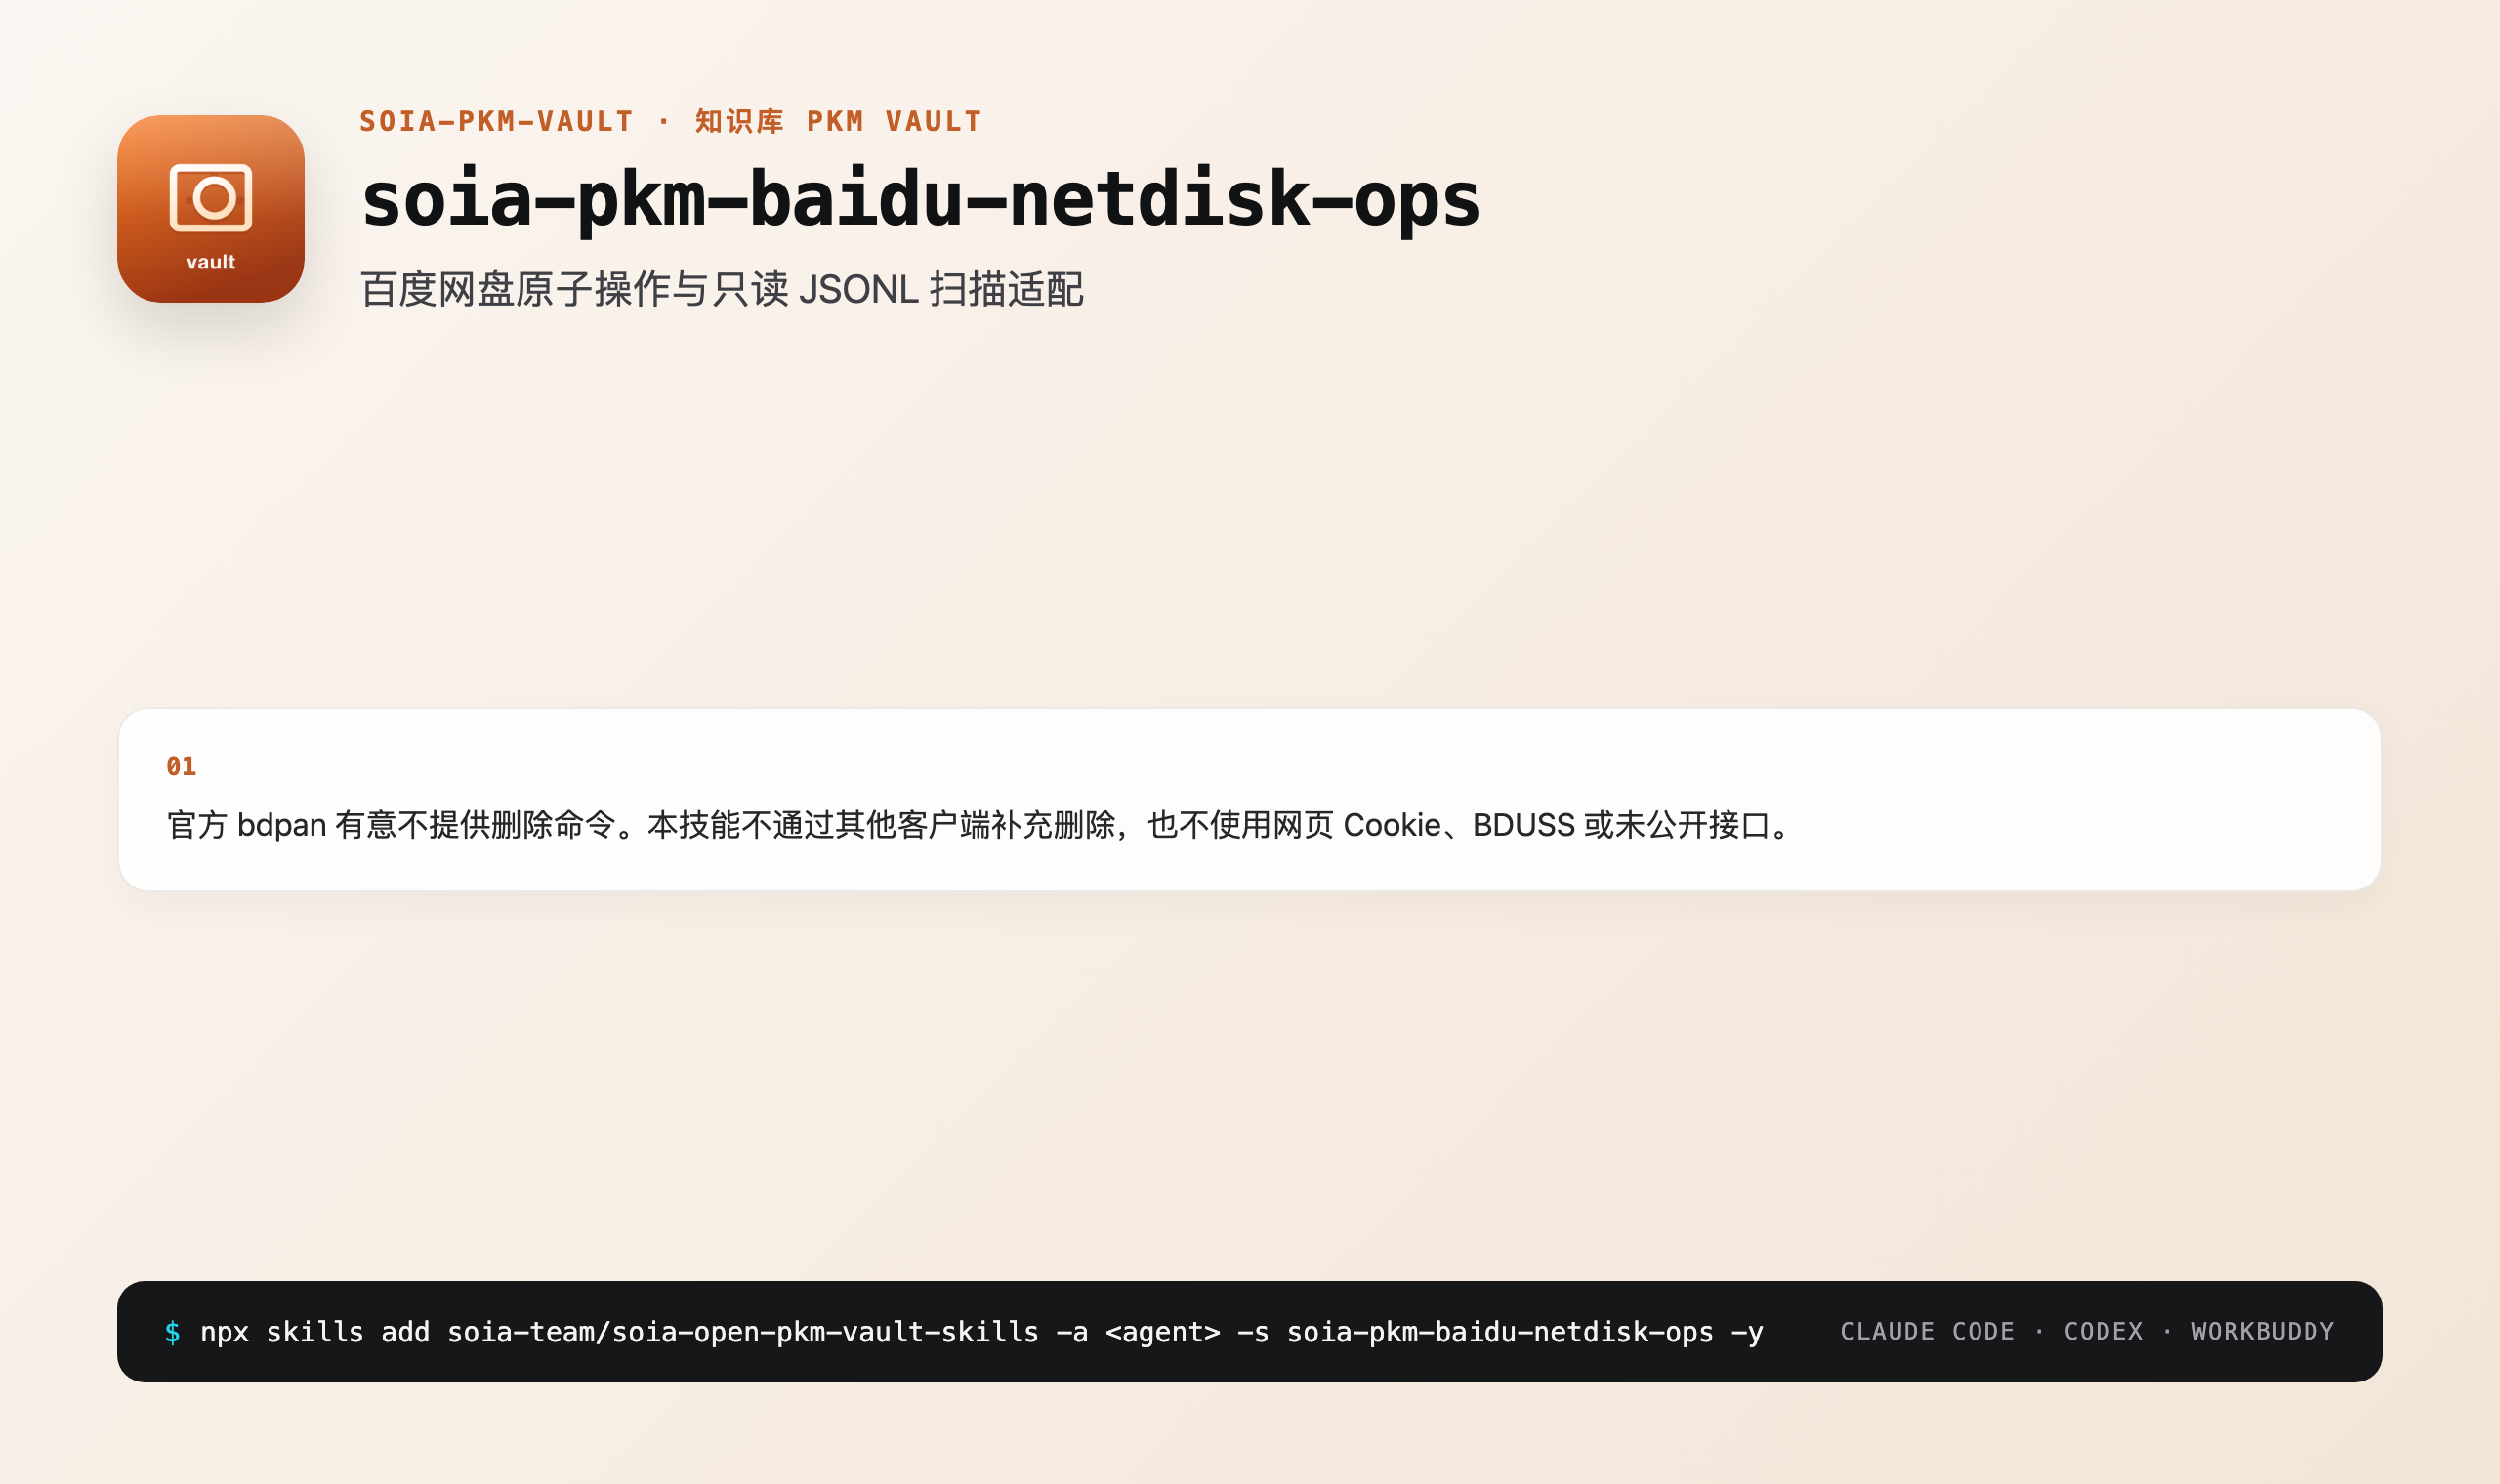 SOIA-PKM-VAULT · 知识库 PKM VAULT
soia-pkm-baidu-netdisk-ops
百度网盘原子操作与只读 JSONL 扫描适配
vault
01
官方 bdpan 有意不提供删除命令。本技能不通过其他客户端补充删除，也不使用网页 Cookie、BDUSS 或未公开接口。
$ npx skills add soia-team/soia-open-pkm-vault-skills -a <agent> -s soia-pkm-baidu-netdisk-ops -y
CLAUDE CODE · CODEX · WORKBUDDY